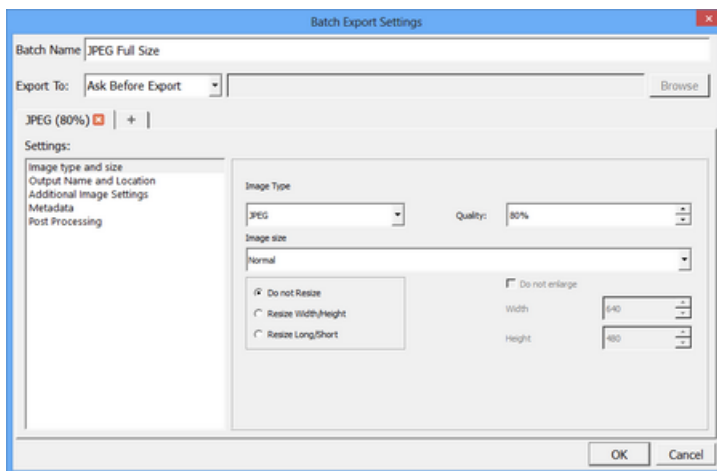 Batch Export Settings
Batch Name JPEG Full Size
Export To: Ask Before Export Browse
JPEG (80%) +
Settings:
Image type and size
Output Name and Location
Additional Image Settings
Metadata
Post Processing
Image Type
JPEG Quality: 80%
Image size
Normal
Do not Resize
Resize Width/Height
Resize Long/Short
Do not enlarge
Width 640
Height 480
OK Cancel